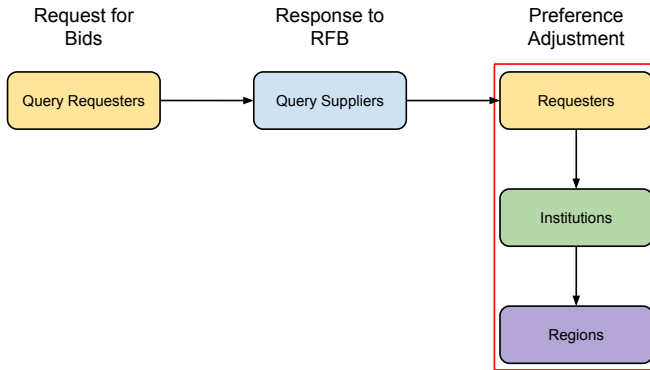 Request for
Bids
Response to
RFB
Preference
Adjustment
Query Requesters
Query Suppliers
Requesters
Institutions
Regions